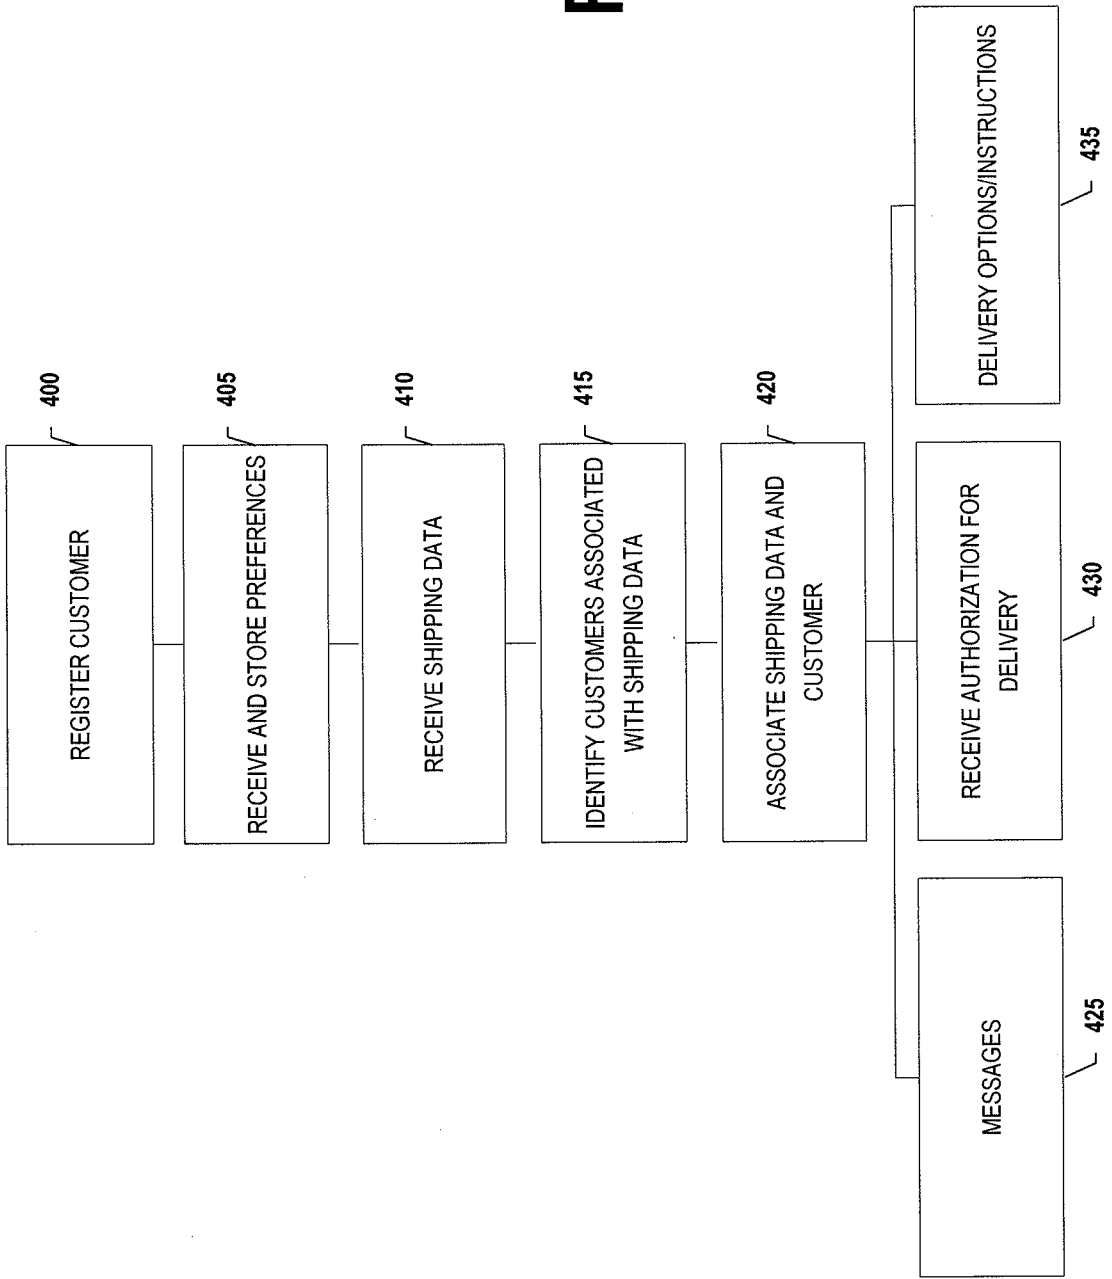 REGISTER CUSTOMER
400
RECEIVE AND STORE PREFERENCES
405
RECEIVE SHIPPING DATA
410
IDENTIFY CUSTOMERS ASSOCIATED
WITH SHIPPING DATA
415
ASSOCIATE SHIPPING DATA AND
CUSTOMER
420
MESSAGES
425
RECEIVE AUTHORIZATION FOR
DELIVERY
430
DELIVERY OPTIONS/INSTRUCTIONS
435